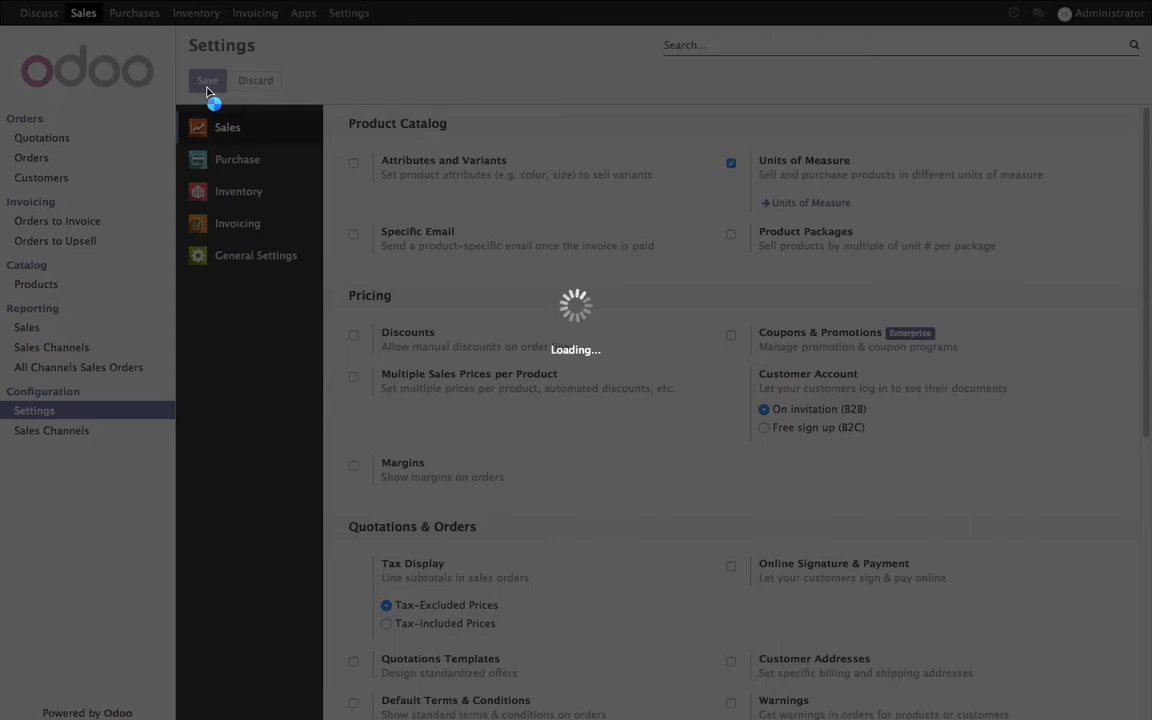 Discuss Sales Purchases Inventory Invoicing Apps Settings Administrator
odoo
Settings
Search...
Save Discard
Orders
Quotations
Orders
Customers
Invoicing
Orders to Invoice
Orders to Upsell
Catalog
Products
Reporting
Sales
Sales Channels
All Channels Sales Orders
Configuration
Settings
Sales Channels
Powered by Odoo
Sales
Purchase
Inventory
Invoicing
General Settings
Product Catalog
Attributes and Variants
Set product attributes (e.g. color, size) to sell variants
Units of Measure
Sell and purchase products in different units of measure
Units of Measure
Specific Email
Send a product-specific email once the invoice is paid
Product Packages
Sell products by multiple of unit # per package
Pricing
Discounts
Allow manual discounts on order
Coupons & Promotions Enterprise
Manage promotion & coupon programs
Loading...
Multiple Sales Prices per Product
Set multiple prices per product, automated discounts, etc.
Customer Account
Let your customers log in to see their documents
On invitation (B2B)
Free sign up (B2C)
Margins
Show margins on orders
Quotations & Orders
Tax Display
Line subtotals in sales orders
Tax-Excluded Prices
Tax-Included Prices
Online Signature & Payment
Let your customers sign & pay online
Quotations Templates
Design standardized offers
Customer Addresses
Set specific billing and shipping addresses
Default Terms & Conditions
Show standard terms & conditions on orders
Warnings
Get warnings in orders for products or customers